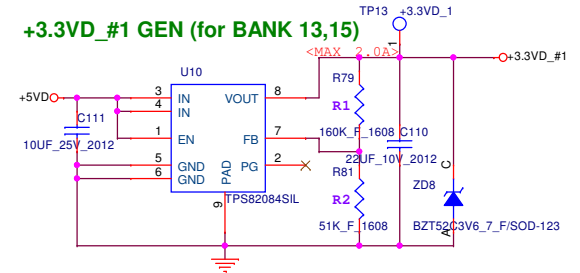 TP13 +3.3VD_1
+3.3VD_#1 GEN (for BANK 13,15)
<MAX 2.0A>
1
+3.3VD_#1
U10
+5VD
3 IN VOUT 8
4 IN
R79
R1
C111
1 EN FB 7
160K_F_1608 C110
10UF_25V_2012
22UF_10V_2012
5 GND PG 2
6 GND
PAD
R81
C
ZD8
R2
TPS82084SIL
9
51K_F_1608
A
BZT52C3V6_7_F/SOD-123